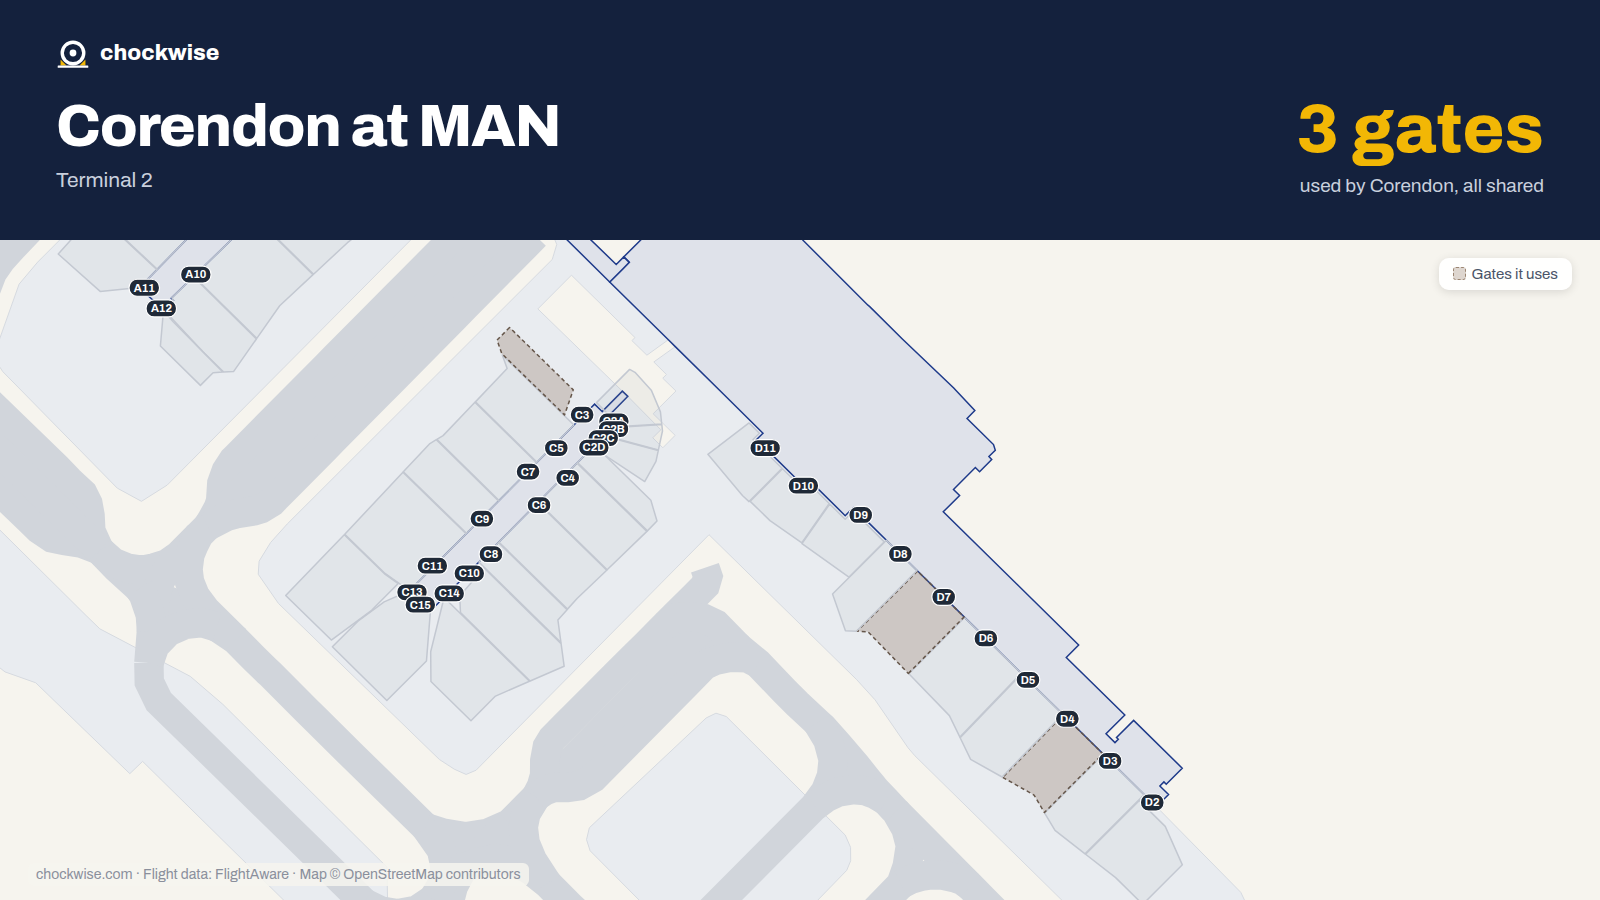 chockwise
Corendon at MAN
Terminal 2
3 gates
used by Corendon, all shared
Gates it uses
A10
A11
A12
C3
C2B
C2D
C5
C7
C4
C6
C9
C8
C11
C10
C13
C14
C15
D11
D10
D9
D8
D7
D6
D5
D4
D3
D2
chockwise.com · Flight data: FlightAware · Map © OpenStreetMap contributors